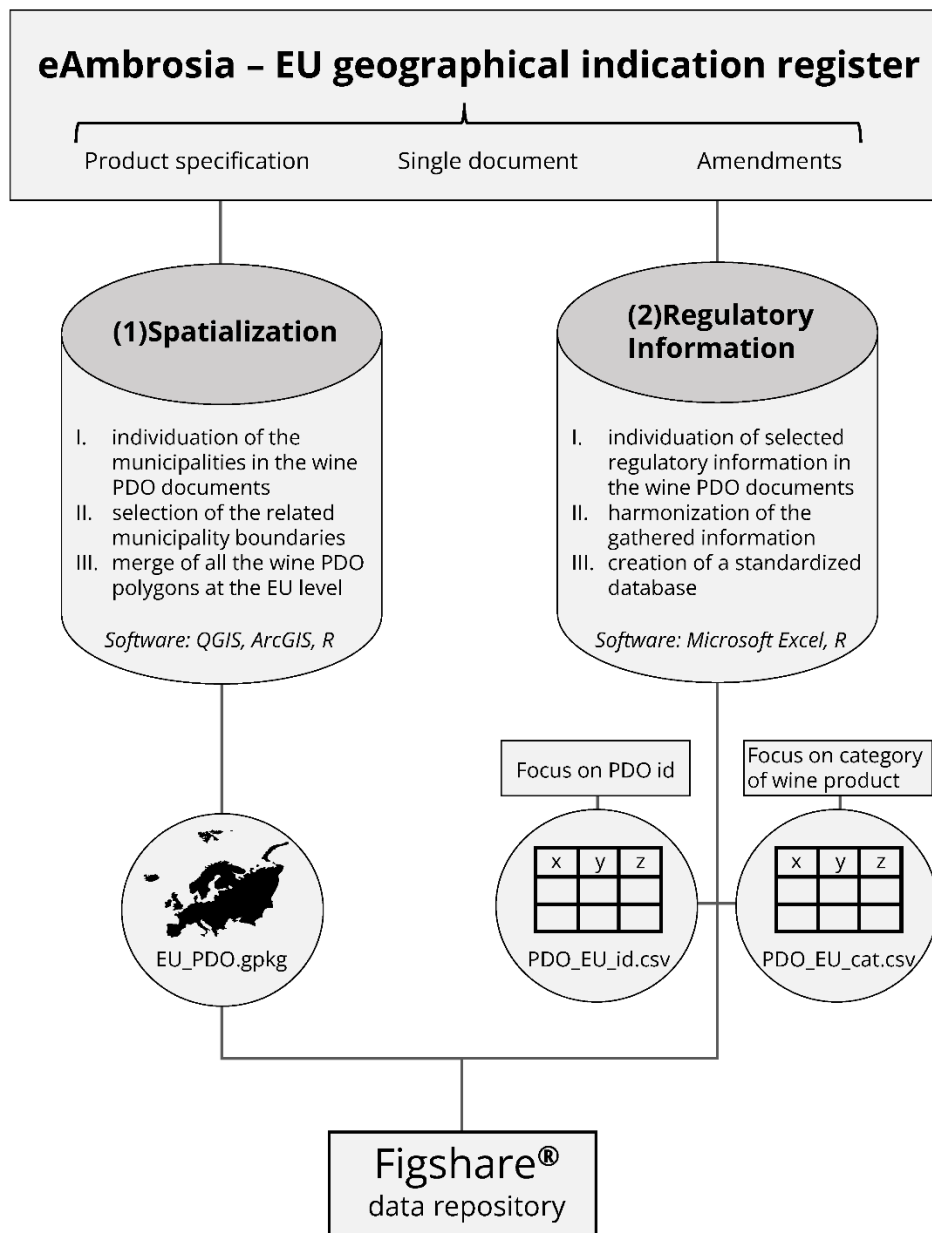 eAmbrosia – EU geographical indication register
Product specification
Single document
Amendments
(1)Spatialization
I. individuation of the
municipalities in the wine
PDO documents
II. selection of the related
municipality boundaries
III. merge of all the wine PDO
polygons at the EU level
Software: QGIS, ArcGIS, R
(2)Regulatory
Information
I. individuation of selected
regulatory information in
the wine PDO documents
II. harmonization of the
gathered information
III. creation of a standardized
database
Software: Microsoft Excel, R
EU_PDO.gpkg
Focus on PDO id
x y z
PDO_EU_id.csv
Focus on category
of wine product
x y z
PDO_EU_cat.csv
Figshare®
data repository